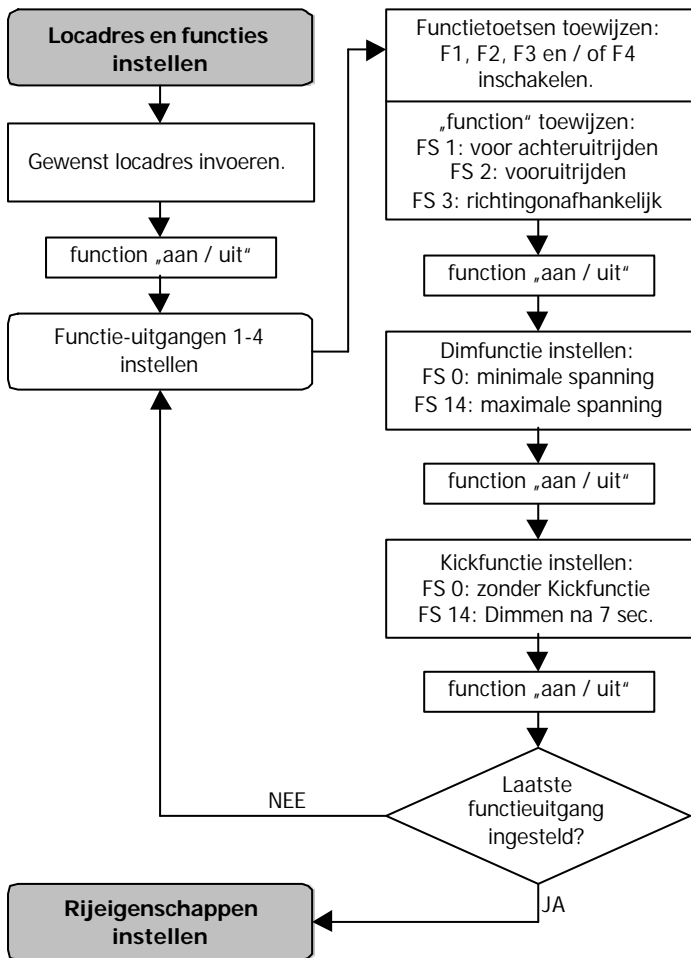 Locadres en functies
instellen
Gewenst locadres invoeren.
function „aan / uit“
Functie-uitgangen 1-4
instellen
Functietoetsen toewijzen:
F1, F2, F3 en / of F4
inschakelen.
„function“ toewijzen:
FS 1: voor achteruitrijden
FS 2: vooruitrijden
FS 3: richtingonafhankelijk
function „aan / uit“
Dimfunctie instellen:
FS 0: minimale spanning
FS 14: maximale spanning
function „aan / uit“
Kickfunctie instellen:
FS 0: zonder Kickfunctie
FS 14: Dimmen na 7 sec.
function „aan / uit“
Laatste
functieuitgang
ingesteld?
NEE
JA
Rijeigenschappen
instellen